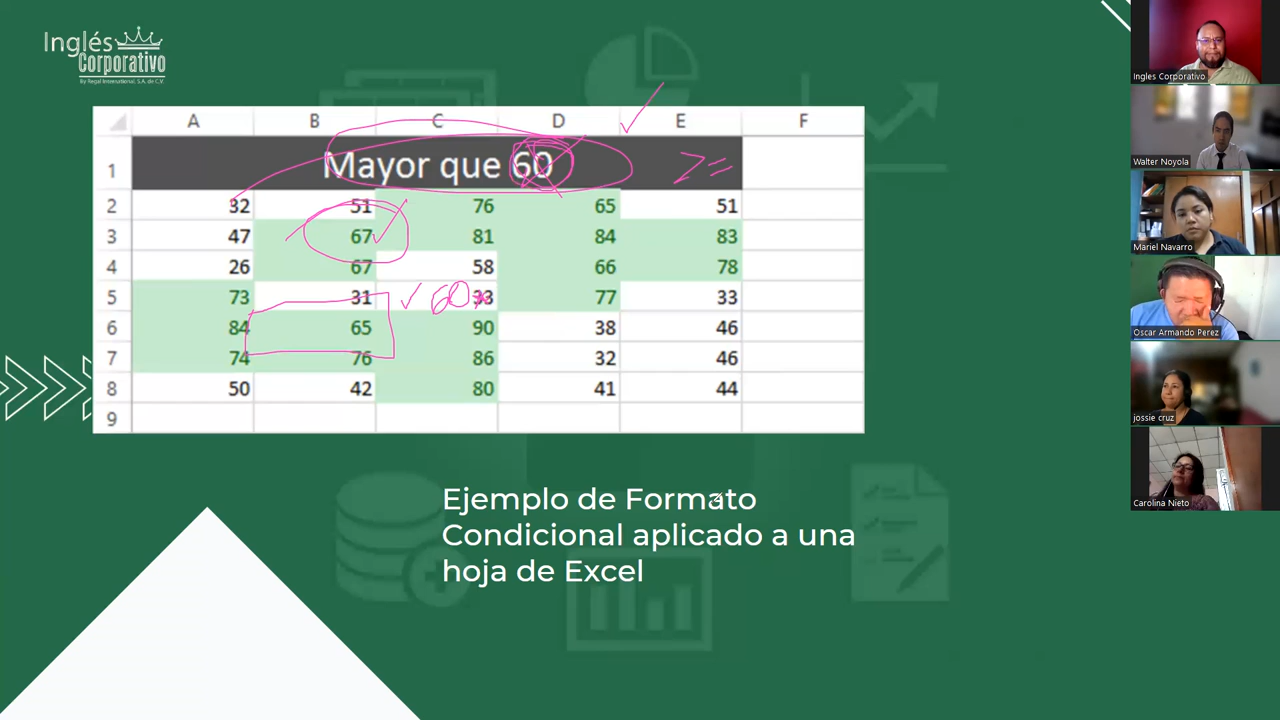 Inglés
Corporativo
By Regal International, S.A. de C.V.
A B C D E F
1 Mayor que 60 >=
2 32 51 76 65 51
3 47 67 81 84 83
4 26 67 58 66 78
5 73 31 33 77 33
60x
6 84 65 90 38 46
7 74 76 86 32 46
8 50 42 80 41 44
9
Ejemplo de Formato
Condicional aplicado a una
hoja de Excel
Ingles Corporativo
Walter Noyola
Mariel Navarro
Oscar Armando Perez
jossie cruz
Carolina Nieto